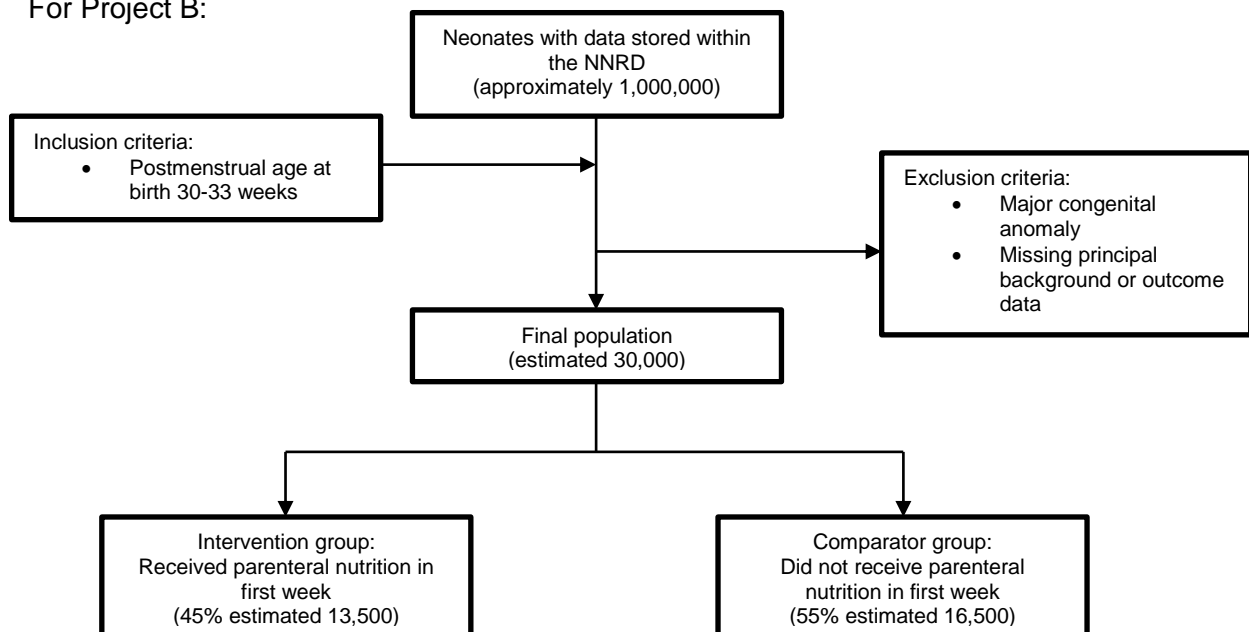 For Project B:
Neonates with data stored within
the NNRD
(approximately 1,000,000)
Inclusion criteria:
• Postmenstrual age at
birth 30-33 weeks
Exclusion criteria:
• Major congenital
anomaly
• Missing principal
background or outcome
data
Final population
(estimated 30,000)
Intervention group:
Received parenteral nutrition in
first week
(45% estimated 13,500)
Comparator group:
Did not receive parenteral
nutrition in first week
(55% estimated 16,500)